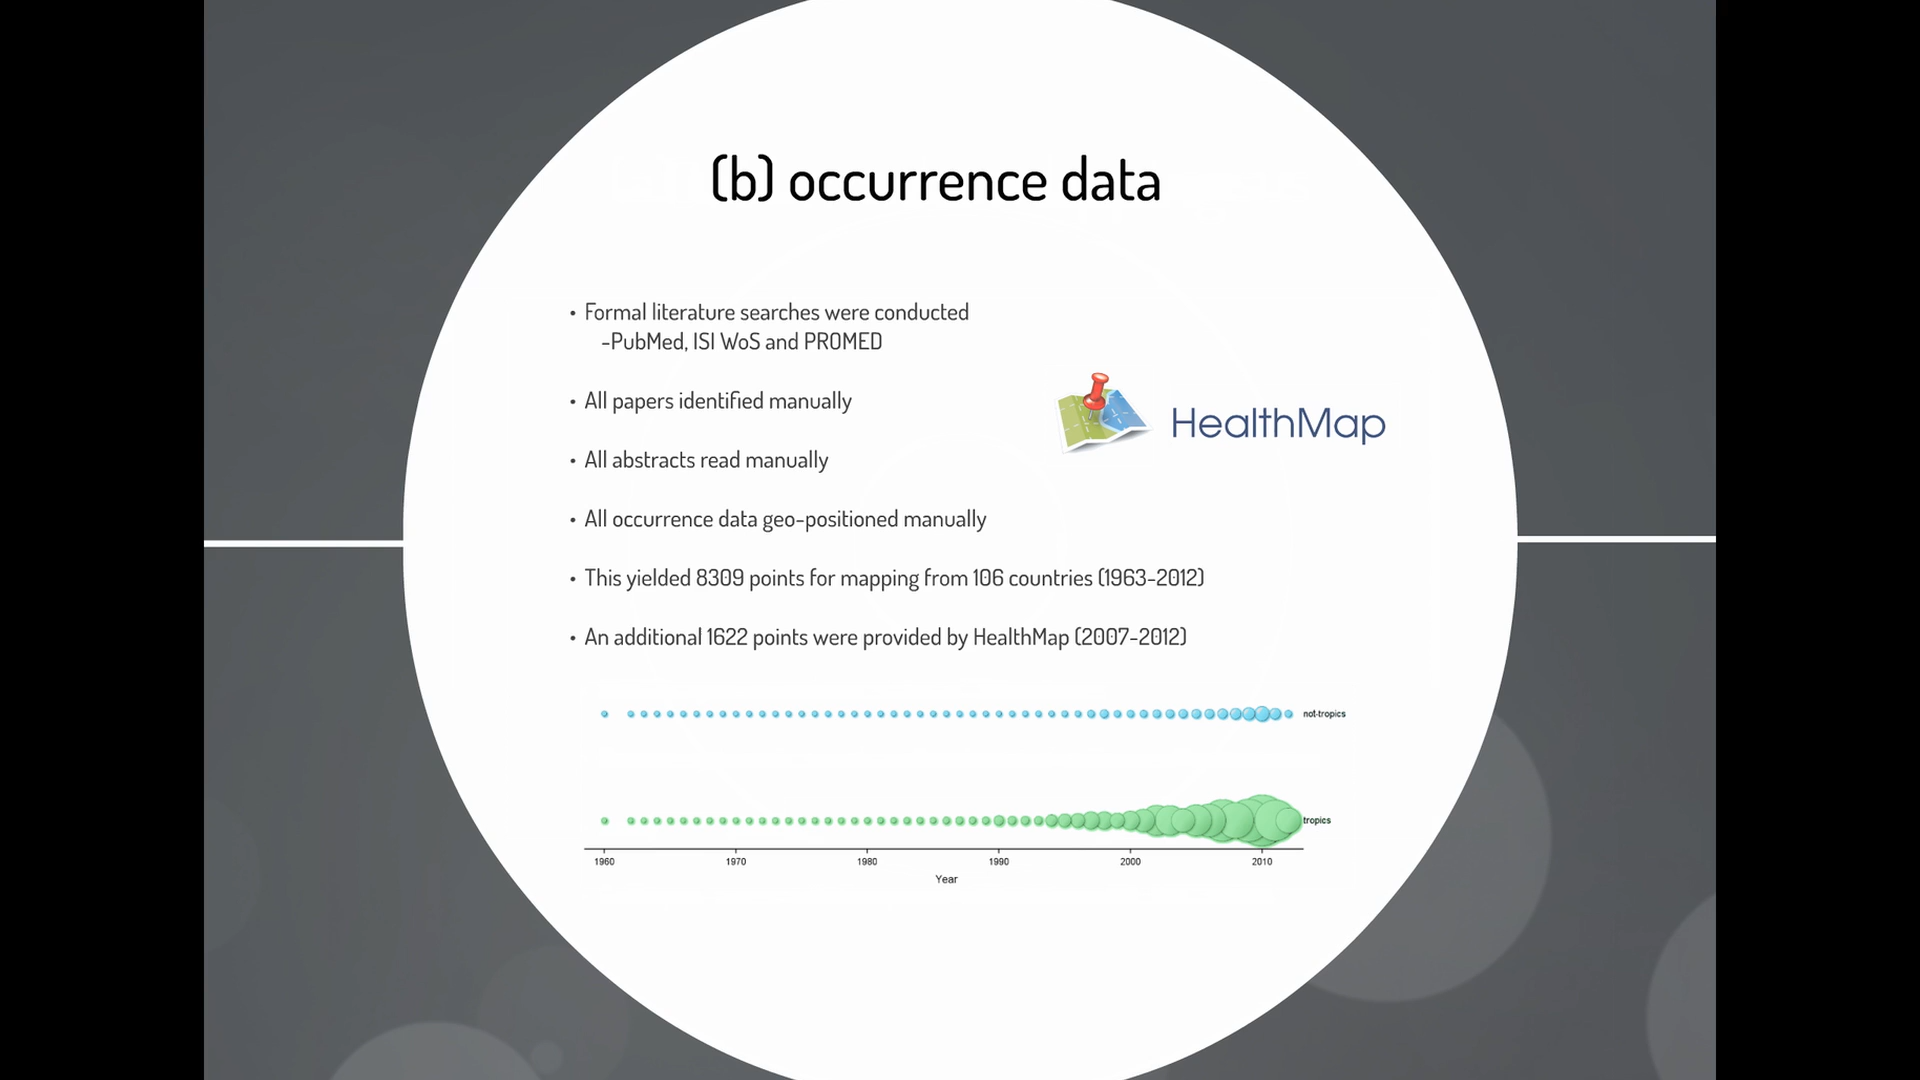 (b) occurrence data
• Formal literature searches were conducted
-PubMed, ISI WoS and PROMED
• All papers identified manually
• All abstracts read manually
• All occurrence data geo-positioned manually
• This yielded 8309 points for mapping from 106 countries (1963-2012)
• An additional 1622 points were provided by HealthMap (2007-2012)
HealthMap
not-tropics
tropics
1960 1970 1980 1990 2000 2010
Year